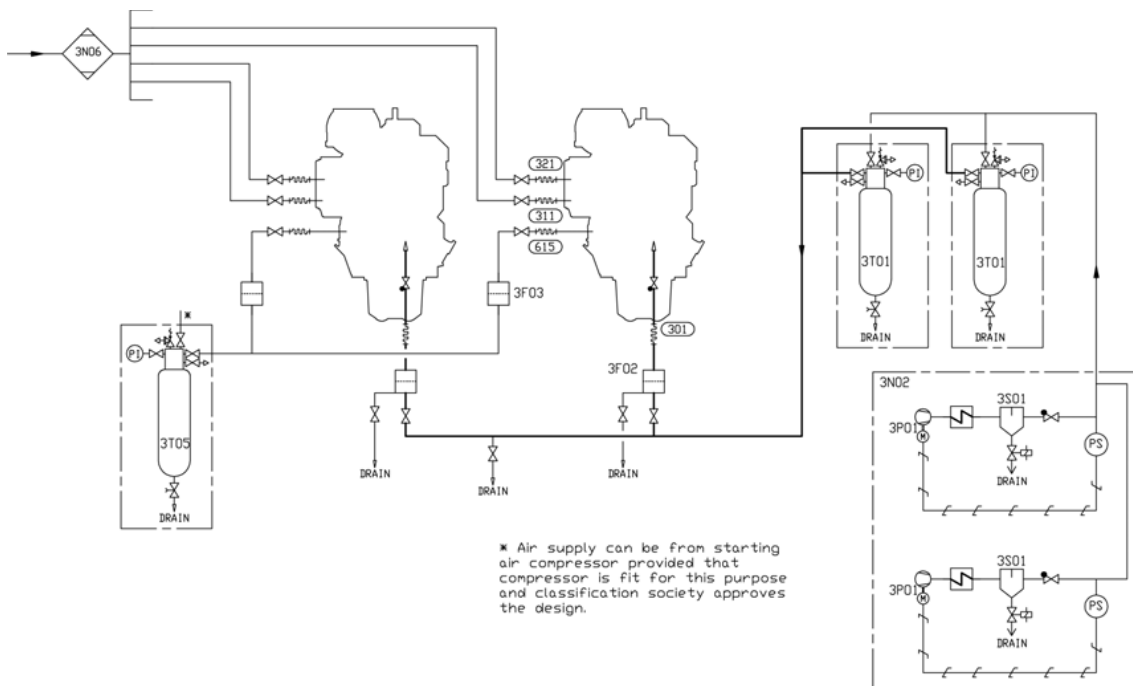 3N06
321
311
615
3F03
301
3F02
PI
3T05
DRAIN
*
DRAIN
DRAIN
DRAIN
PI
3T01
DRAIN
PI
3T01
DRAIN
3N02
3P01
M
3S01
DRAIN
PS
3P01
M
3S01
DRAIN
PS
* Air supply can be from starting
air compressor provided that
compressor is fit for this purpose
and classification society approves
the design.